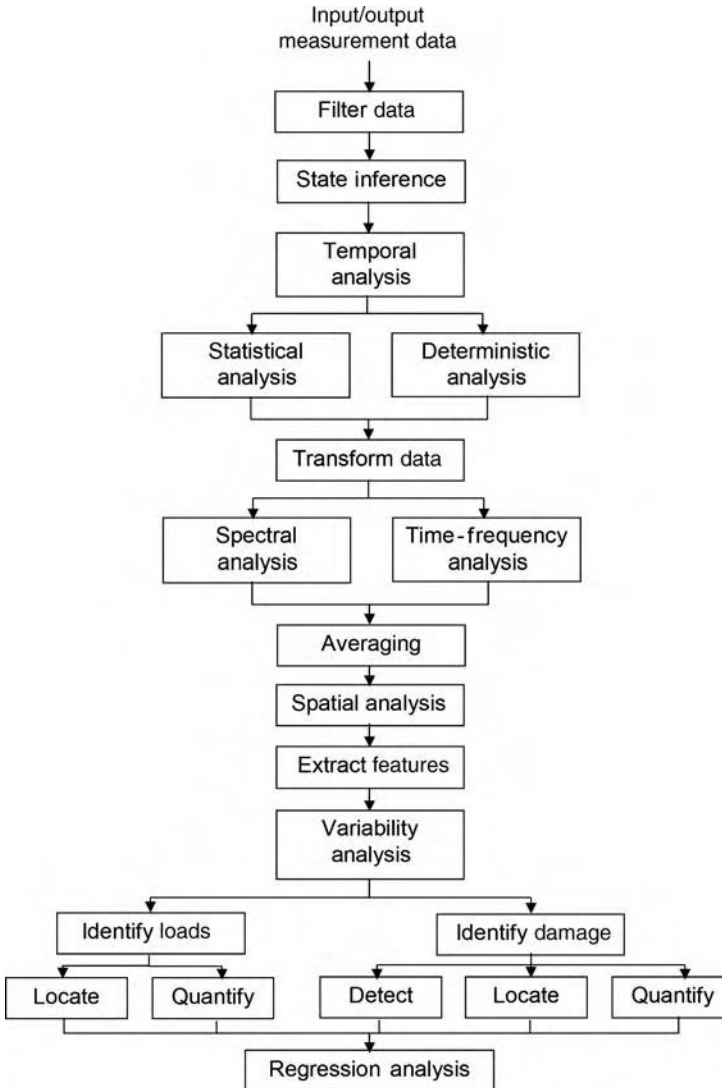 Input/output
measurement data
Filter data
State inference
Temporal
analysis
Statistical
analysis
Deterministic
analysis
Transform data
Spectral
analysis
Time-frequency
analysis
Averaging
Spatial analysis
Extract features
Variability
analysis
Identify loads
Identify damage
Locate
Quantify
Detect
Locate
Quantify
Regression analysis